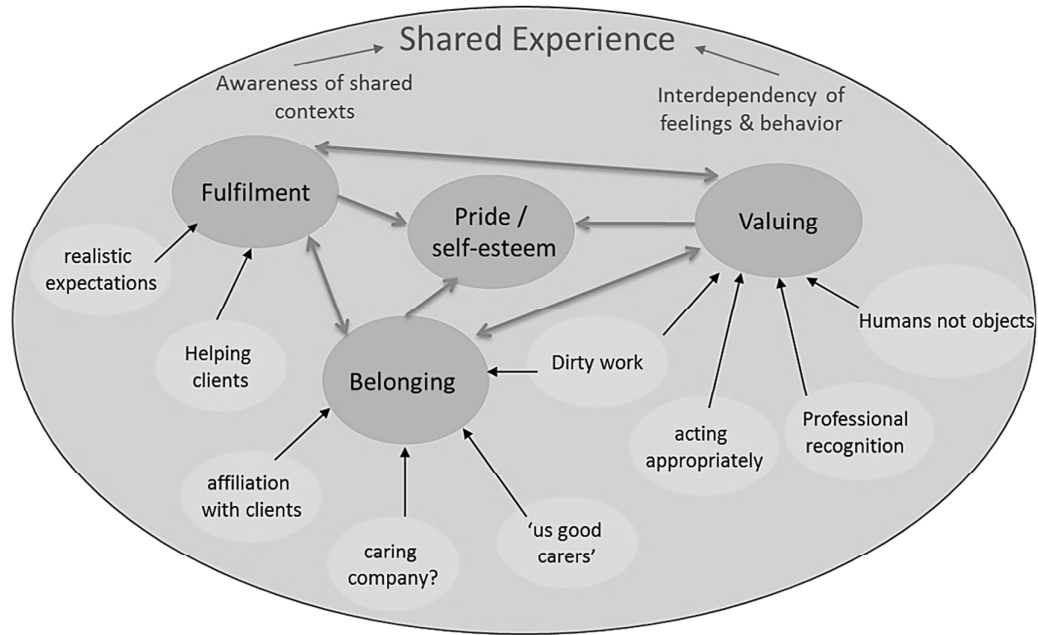 Shared Experience
Awareness of shared
contexts
Interdependency of
feelings & behavior
Fulfilment
Pride /
self-esteem
Valuing
realistic
expectations
Helping
clients
Belonging
Dirty work
Humans not objects
acting
appropriately
Professional
recognition
affiliation
with clients
caring
company?
‘us good
carers’